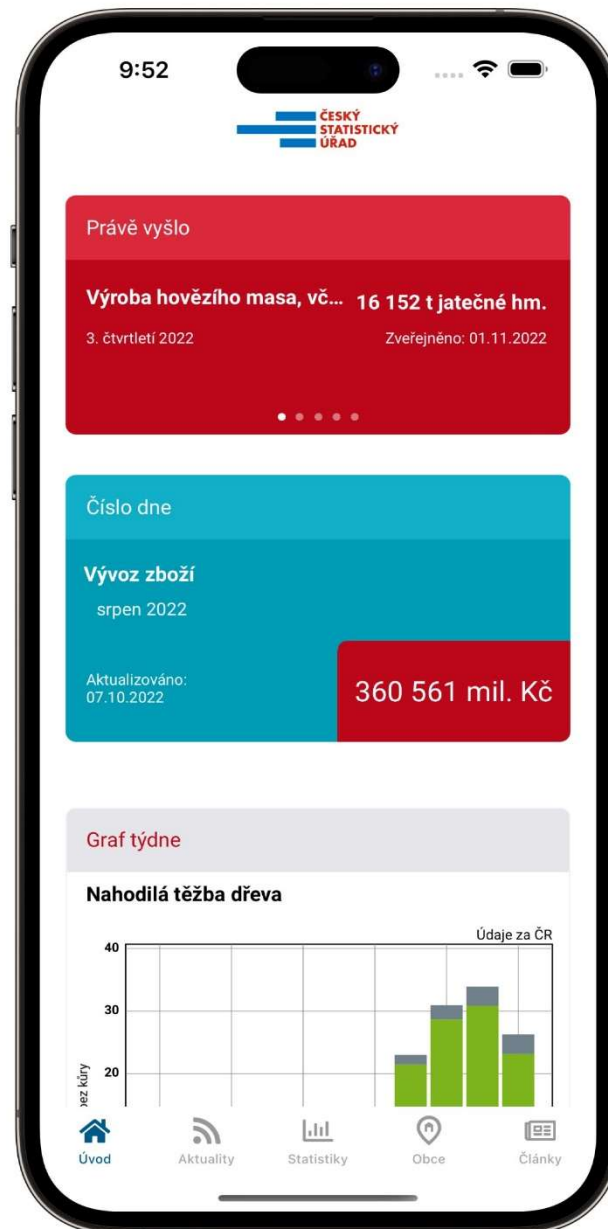 9:52
ČESKÝ
STATISTICKÝ
ÚŘAD
Právě vyšlo
Výroba hovězího masa, vč... 16 152 t jatečné hm.
3. čtvrtletí 2022 Zveřejněno: 01.11.2022
Číslo dne
Vývoz zboží
srpen 2022
Aktualizováno:
07.10.2022
360 561 mil. Kč
Graf týdne
Nahodilá těžba dřeva
Údaje za ČR
40
30
20
bez kůry
Úvod Aktuality Statistiky Obce Články